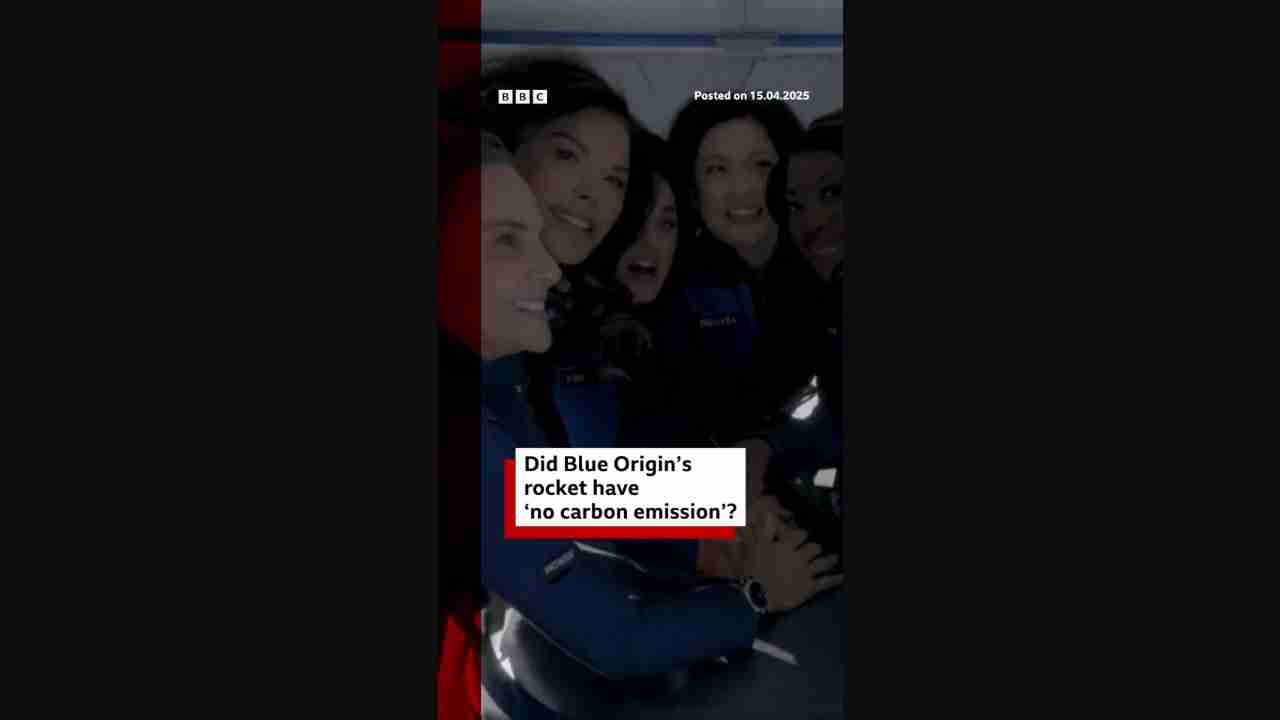 BBC
Posted on 15.04.2025
Did Blue Origin’s
rocket have
‘no carbon emission’?